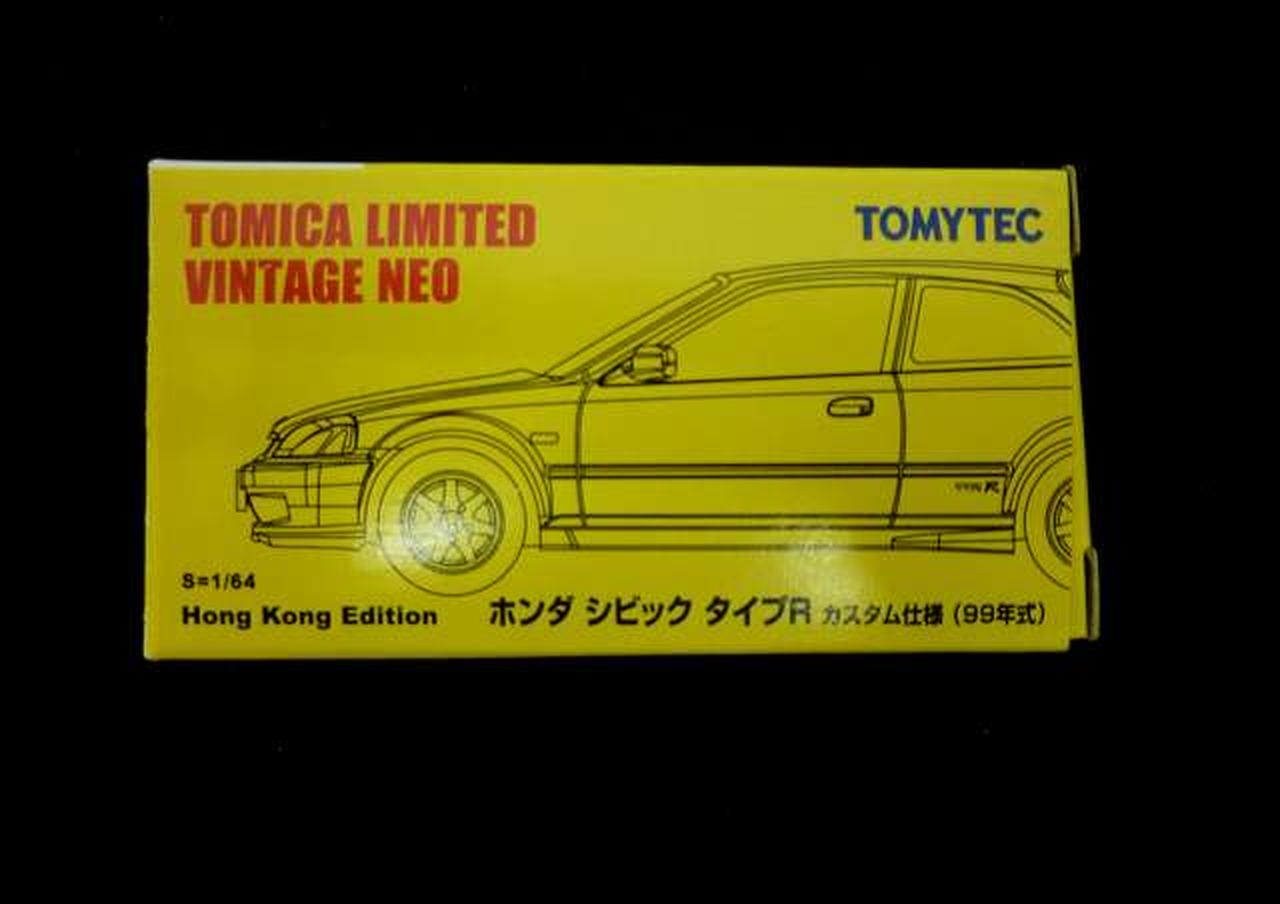 TOMICA LIMITED
VINTAGE NEO
TOMYTEC
TYPE R
S=1/64
Hong Kong Edition
ホンダ シビック タイプR カスタム仕様 (99年式)